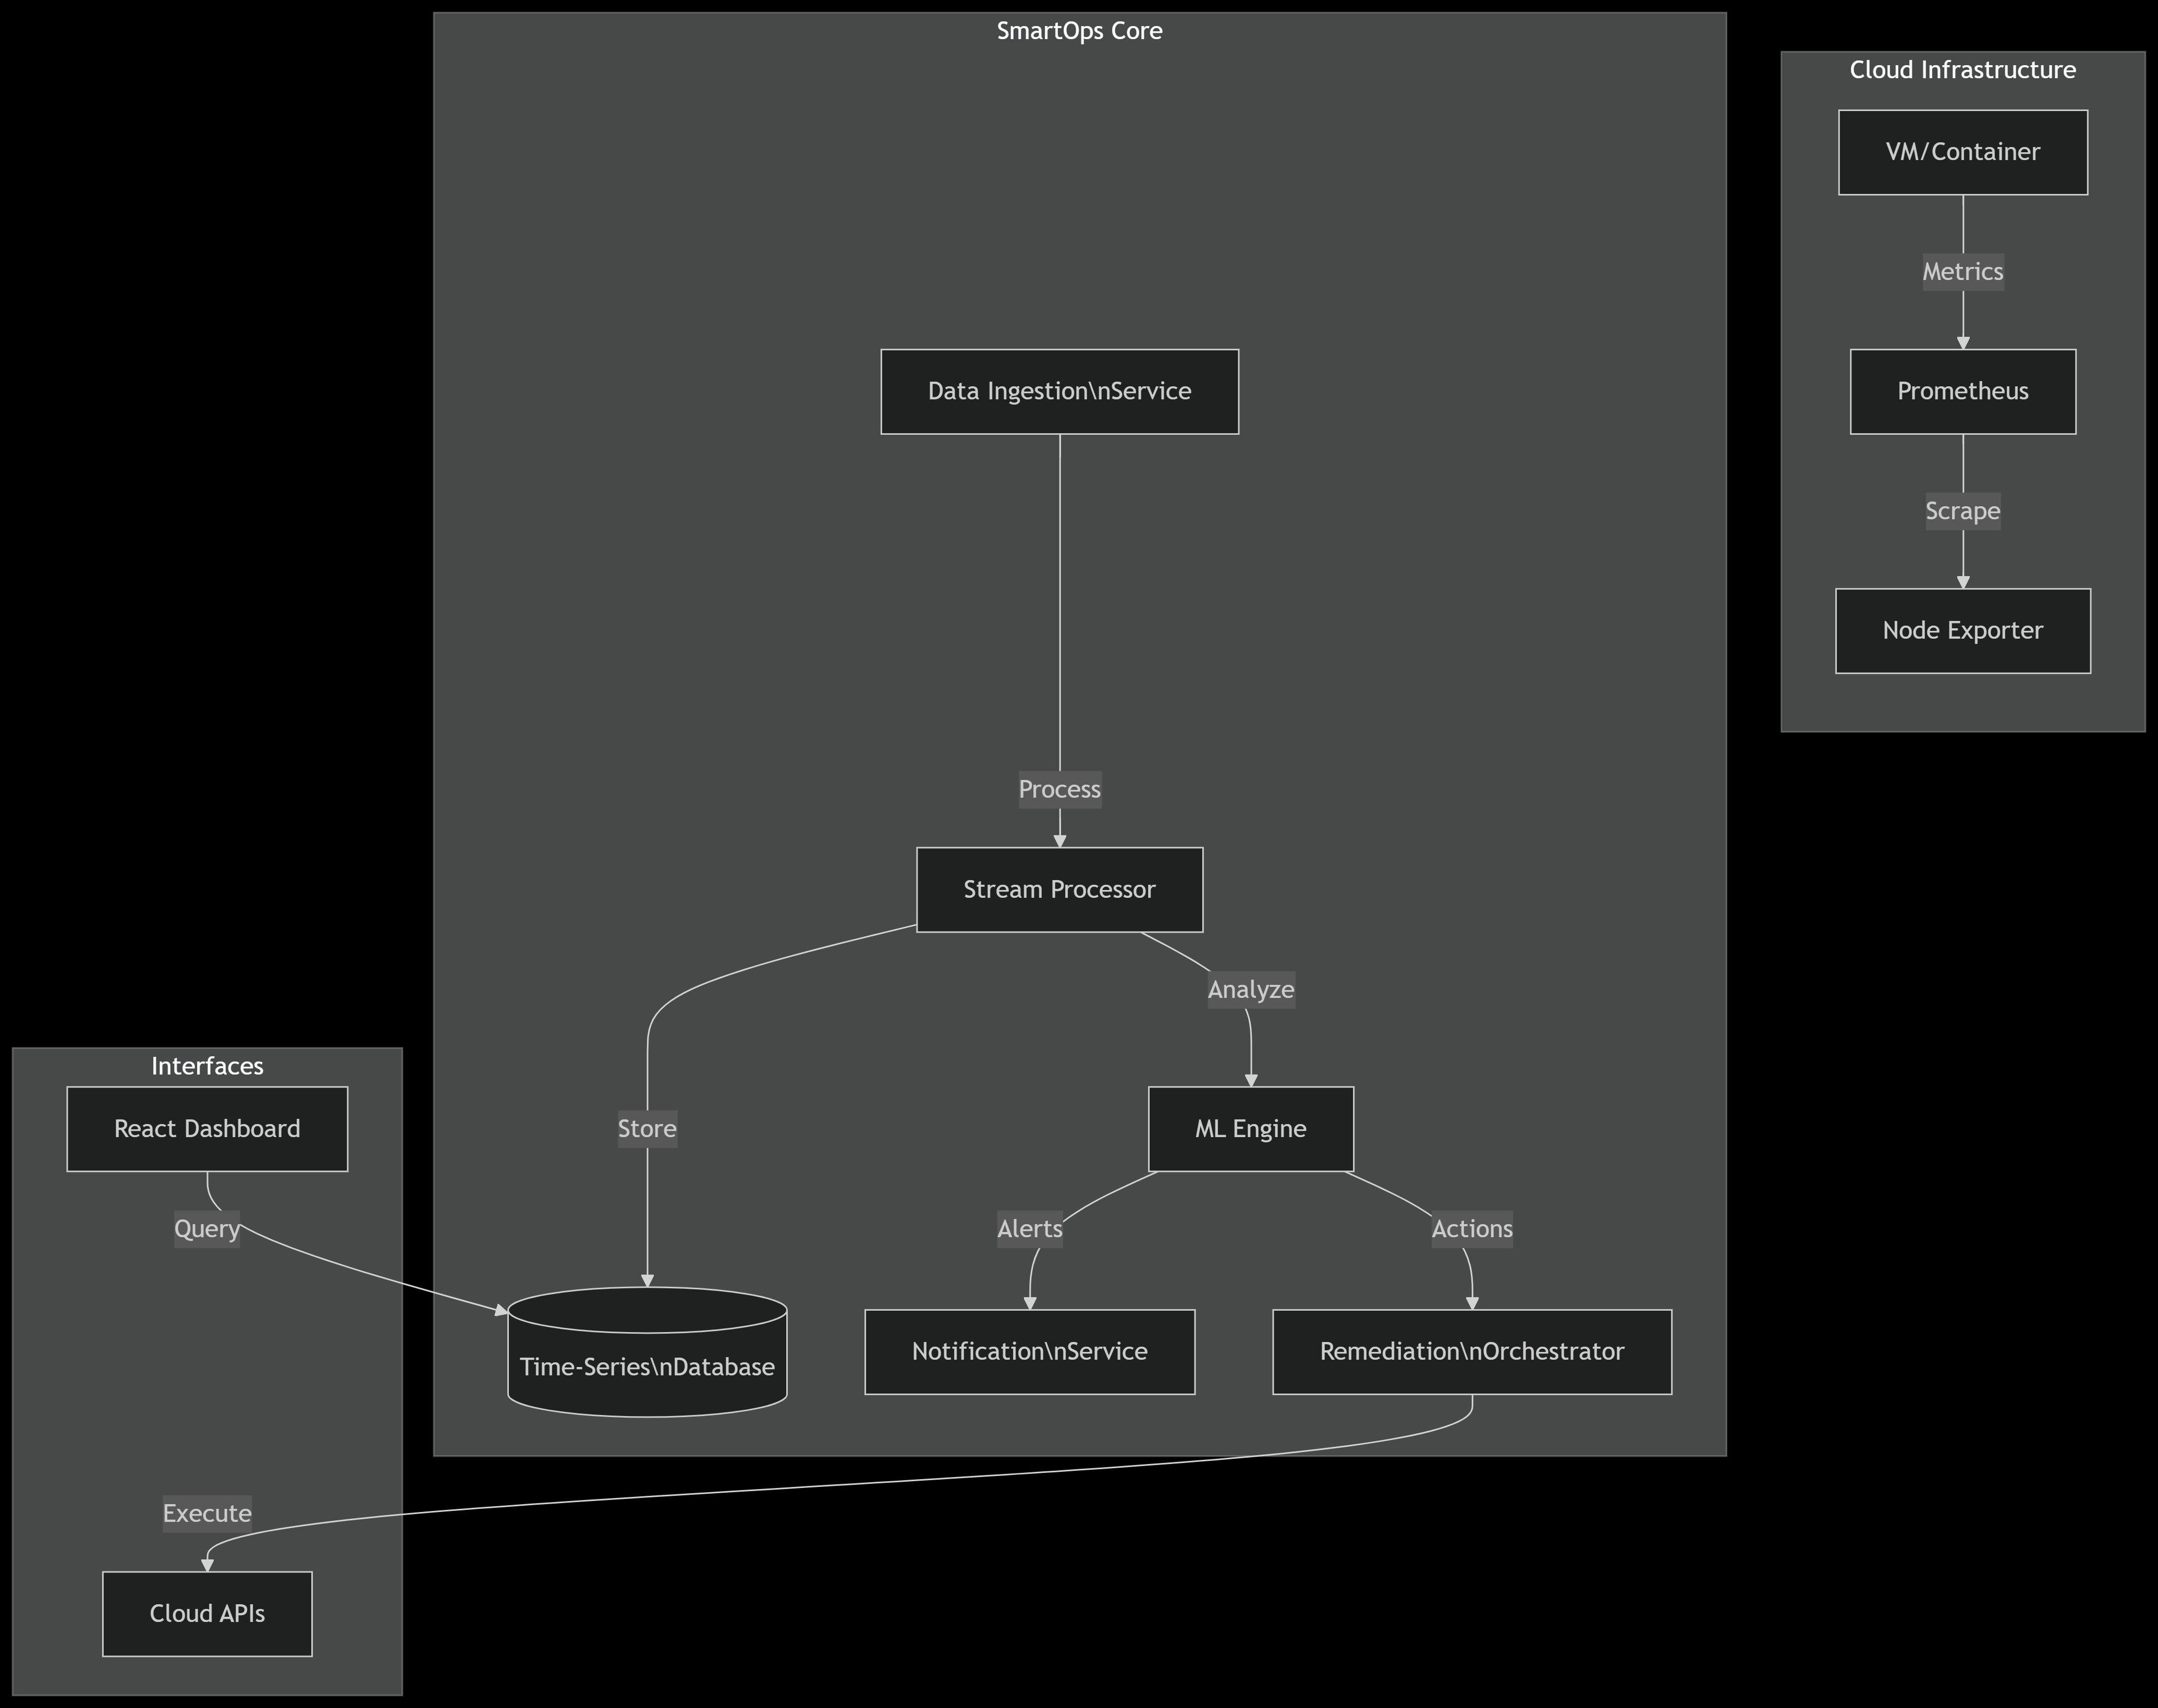 SmartOps Core
Cloud Infrastructure
VM/Container
Metrics
Data Ingestion\nService
Prometheus
Scrape
Node Exporter
Process
Stream Processor
Analyze
Interfaces
React Dashboard
Store
ML Engine
Query
Alerts
Actions
Time-Series\nDatabase
Notification\nService
Remediation\nOrchestrator
Execute
Cloud APIs